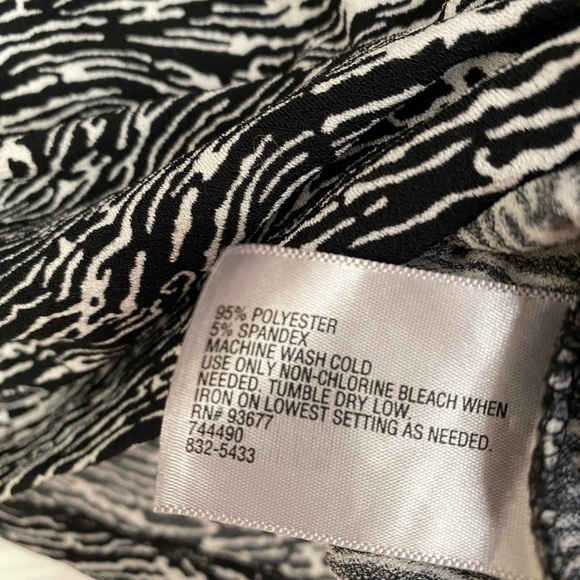 95% POLYESTER
5% SPANDEX
MACHINE WASH COLD
USE ONLY NON-CHLORINE BLEACH WHEN
NEEDED. TUMBLE DRY LOW.
IRON ON LOWEST SETTING AS NEEDED.
RN# 93677
744490
832-5433